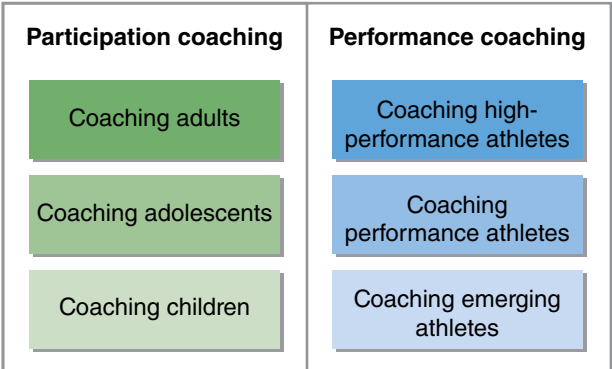 Participation coaching
Coaching adults
Coaching adolescents
Coaching children
Performance coaching
Coaching high-
performance athletes
Coaching
performance athletes
Coaching emerging
athletes